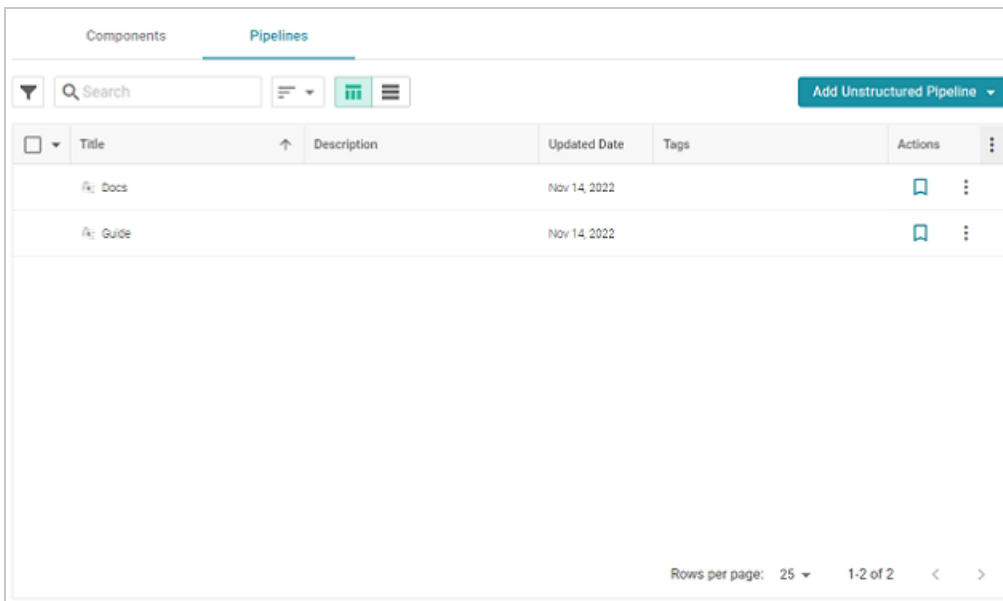 Components Pipelines
Search Add Unstructured Pipeline
Title Description Updated Date Tags Actions
Docs Nov 14, 2022
Guide Nov 14, 2022
Rows per page: 25 1-2 of 2